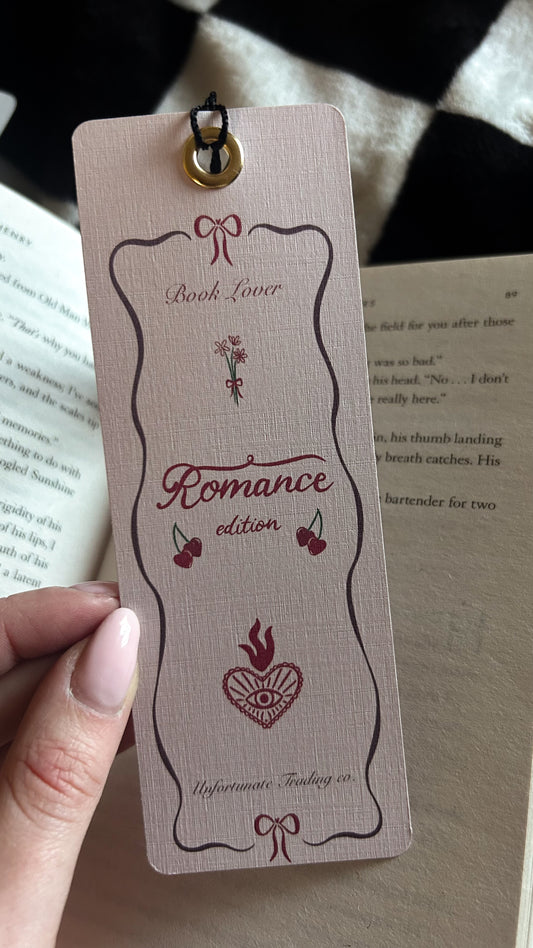 Book Lover
Romance
edition
Unfortunate Trading co.
HENRY
ed from Old Man
"That's why you
a weakness, I've
ers, and the scales
memories."
ething to do with
ngled Sunshine
rigidity of his
of his lips, I
uth of his
a latent
89
field for you after those
was so bad."
his head. "No . . . I don't
really here."
in, his thumb landing
breath catches. His
bartender for two